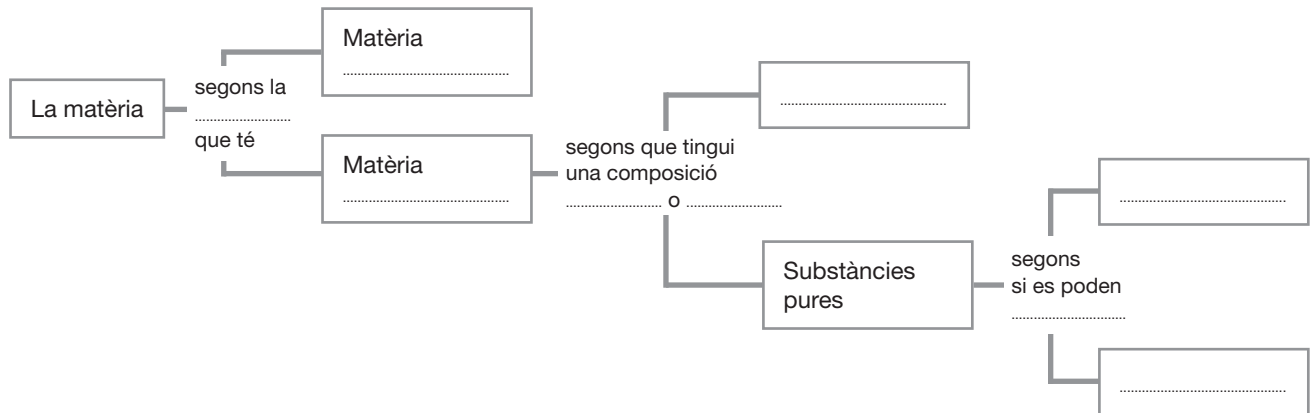 La matèria
segons la
........................
que té
Matèria
.............................................
Matèria
.............................................
segons que tingui
una composició
.......................... o ..........................
.............................................
Substàncies
pures
segons
si es poden
...............................
.............................................
.............................................